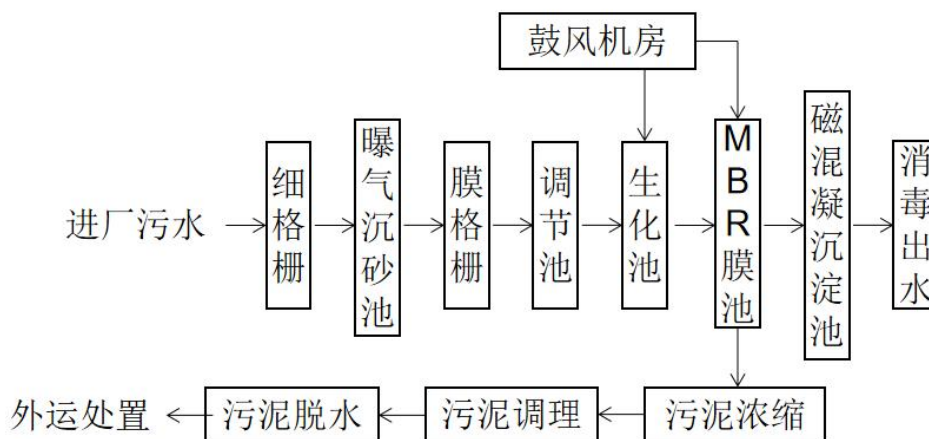 鼓风机房
进厂污水
细格栅
曝气沉砂池
膜格栅
调节池
生化池
MBR膜池
磁混凝沉淀池
消毒出水
外运处置
污泥脱水
污泥调理
污泥浓缩